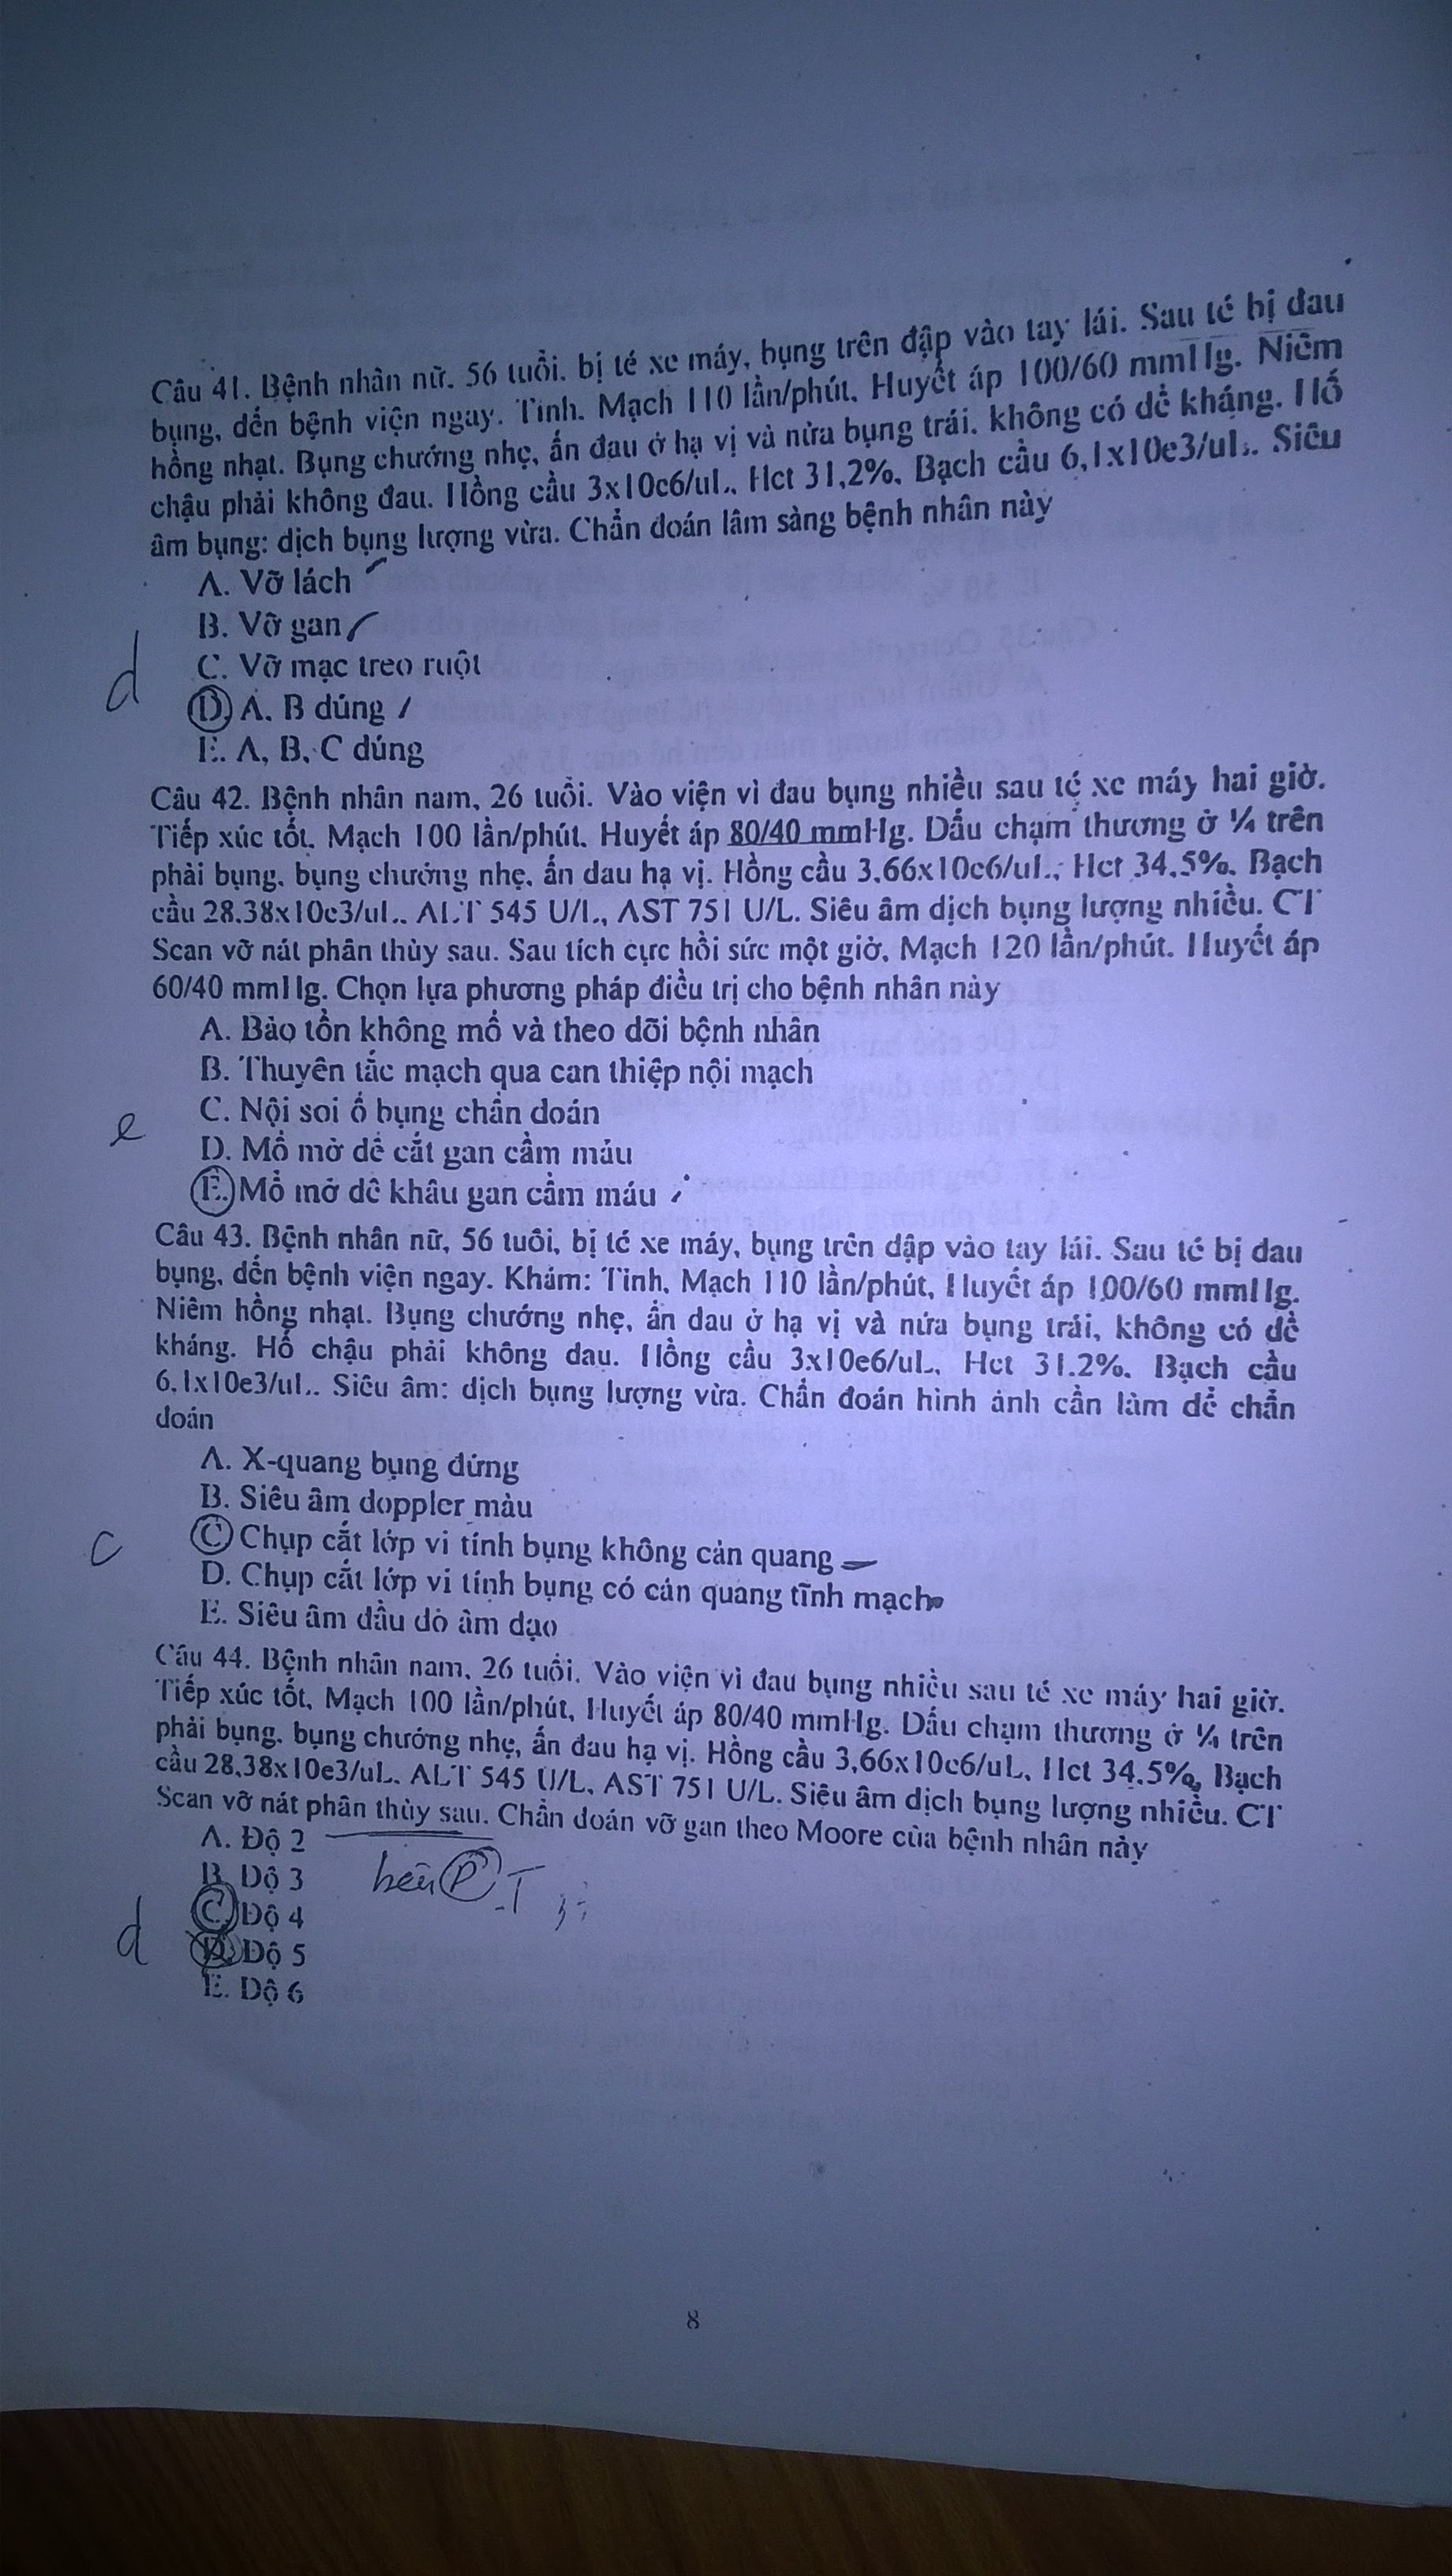 Câu 41. Bệnh nhân nữ. 56 tuổi. bị té xe máy, bụng trên đập vào tay lái. Sau té bị đau
bụng, đến bệnh viện ngay. Tỉnh. Mạch 110 lần/phút. Huyết áp 100/60 mmHg. Niêm
hồng nhạt. Bụng chướng nhẹ, ấn đau ở hạ vị và nửa bụng trái. không có đề kháng. Hố
chậu phải không đau. Hồng cầu 3x10e6/uL, Hct 31,2%. Bạch cầu 6,1x10e3/uL. Siêu
âm bụng: dịch bụng lượng vừa. Chẩn đoán lâm sàng bệnh nhân này
A. Vỡ lách
B. Vỡ gan
C. Vỡ mạc treo ruột
d
D. A. B đúng
E. A, B, C đúng
Câu 42. Bệnh nhân nam, 26 tuổi. Vào viện vì đau bụng nhiều sau té xe máy hai giờ.
Tiếp xúc tốt. Mạch 100 lần/phút. Huyết áp 80/40 mmHg. Dấu chạm thương ở ¼ trên
phải bụng. bụng chướng nhẹ. ấn đau hạ vị. Hồng cầu 3.66x10e6/uL, Hct 34.5%. Bạch
cầu 28.38x10e3/uL. ALT 545 U/L, AST 751 U/L. Siêu âm dịch bụng lượng nhiều. CT
Scan vỡ nát phân thùy sau. Sau tích cực hồi sức một giờ. Mạch 120 lần/phút. Huyết áp
60/40 mmHg. Chọn lựa phương pháp điều trị cho bệnh nhân này
A. Bảo tồn không mổ và theo dõi bệnh nhân
B. Thuyên tắc mạch qua can thiệp nội mạch
C. Nội soi ổ bụng chẩn đoán
e
D. Mổ mở để cắt gan cầm máu
E. Mổ mở để khâu gan cầm máu
Câu 43. Bệnh nhân nữ, 56 tuổi, bị té xe máy, bụng trên dập vào tay lái. Sau té bị đau
bụng, đến bệnh viện ngay. Khám: Tỉnh, Mạch 110 lần/phút, Huyết áp 100/60 mmHg.
Niêm hồng nhạt. Bụng chướng nhẹ, ấn đau ở hạ vị và nửa bụng trái, không có đề
kháng. Hố chậu phải không đau. Hồng cầu 3x10e6/uL, Hct 31.2%. Bạch cầu
6,1x10e3/uL. Siêu âm: dịch bụng lượng vừa. Chẩn đoán hình ảnh cần làm để chẩn
đoán
A. X-quang bụng đứng
B. Siêu âm doppler màu
c
C. Chụp cắt lớp vi tính bụng không cản quang
D. Chụp cắt lớp vi tính bụng có cản quang tĩnh mạch
E. Siêu âm đầu dò âm đạo
Câu 44. Bệnh nhân nam, 26 tuổi. Vào viện vì đau bụng nhiều sau té xe máy hai giờ.
Tiếp xúc tốt, Mạch 100 lần/phút, Huyết áp 80/40 mmHg. Dấu chạm thương ở ¼ trên
phải bụng. bụng chướng nhẹ, ấn đau hạ vị. Hồng cầu 3,66x10e6/uL, Hct 34.5%, Bạch
cầu 28,38x10e3/uL. ALT 545 U/L, AST 751 U/L. Siêu âm dịch bụng lượng nhiều. CT
Scan vỡ nát phân thùy sau. Chẩn đoán vỡ gan theo Moore của bệnh nhân này
A. Độ 2
B. Độ 3
C. Độ 4
d
D. Độ 5
E. Độ 6
8